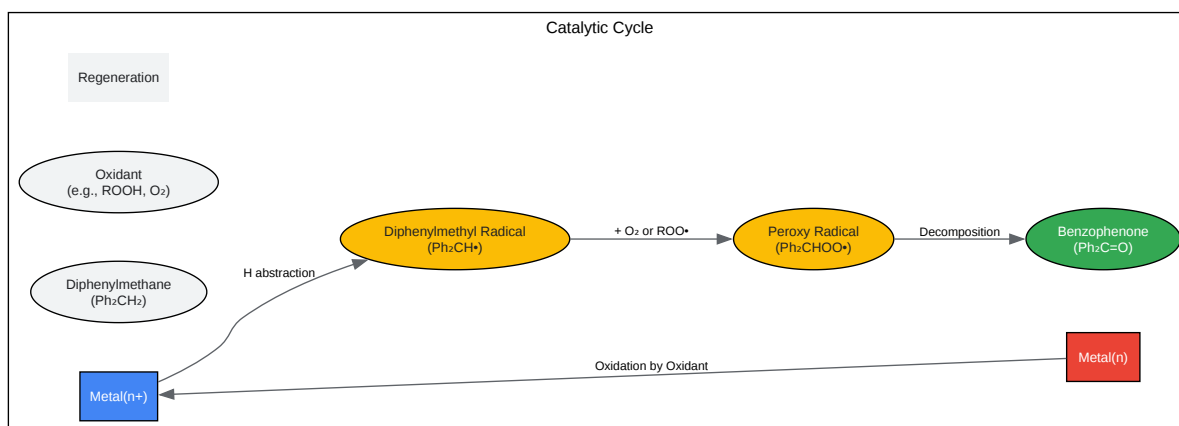 Catalytic Cycle
Regeneration
Oxidant
(e.g., ROOH, O₂)
Diphenylmethane
(Ph₂CH₂)
Metal(n+)
H abstraction
Diphenylmethyl Radical
(Ph₂CH•)
+ O₂ or ROO•
Peroxy Radical
(Ph₂CHOO•)
Decomposition
Benzophenone
(Ph₂C=O)
Metal(n)
Oxidation by Oxidant